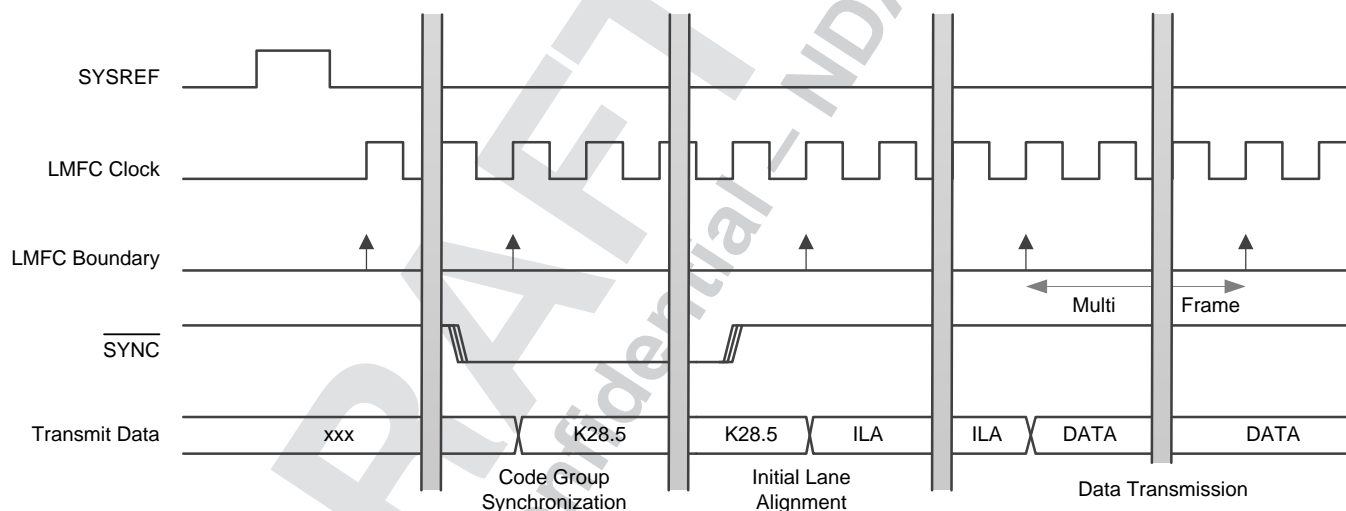 SYSREF
LMFC Clock
LMFC Boundary
Multi Frame
SYNC
Transmit Data
xxx K28.5 K28.5 ILA ILA DATA DATA
Code Group
Synchronization
Initial Lane
Alignment
Data Transmission